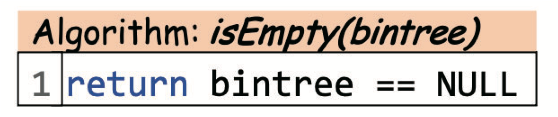 Algorithm: isEmpty(bintree)
1 return bintree == NULL